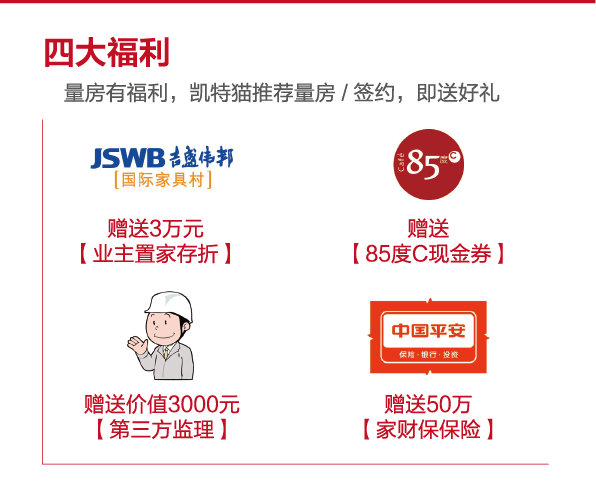 四大福利
量房有福利，凯特猫推荐量房 / 签约，即送好礼
JSWB 吉盛伟邦
[国际家具村]
赠送3万元
【业主置家存折】
Café 85度C
赠送
【85度C现金券】
赠送价值3000元
【第三方监理】
中国平安
保险·银行·投资
赠送50万
【家财保保险】